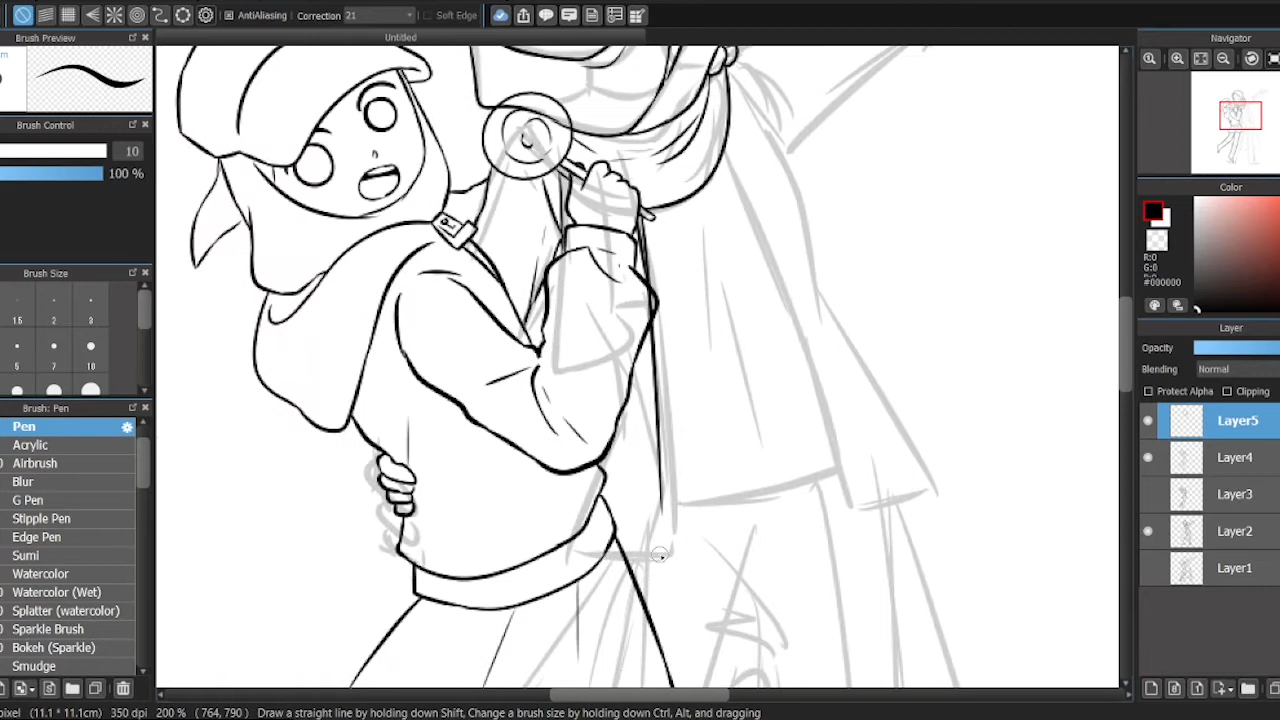 AntiAliasing Correction 21 Soft Edge
Brush Preview
Untitled
Navigator
Brush Control
10
100 %
Color
R:0
G:0
#000000
Brush Size
1.5 2 3
5 7 10
Layer
Opacity
Blending Normal
Protect Alpha Clipping
Brush: Pen
Pen
Acrylic
Airbrush
Blur
G Pen
Stipple Pen
Edge Pen
Sumi
Watercolor
Watercolor (Wet)
Splatter (watercolor)
Sparkle Brush
Bokeh (Sparkle)
Smudge
Layer5
Layer4
Layer3
Layer2
Layer1
pixel (11.1 * 11.1cm) 350 dpi 200 % ( 764, 790 ) Draw a straight line by holding down Shift, Change a brush size by holding down Ctrl, Alt, and dragging